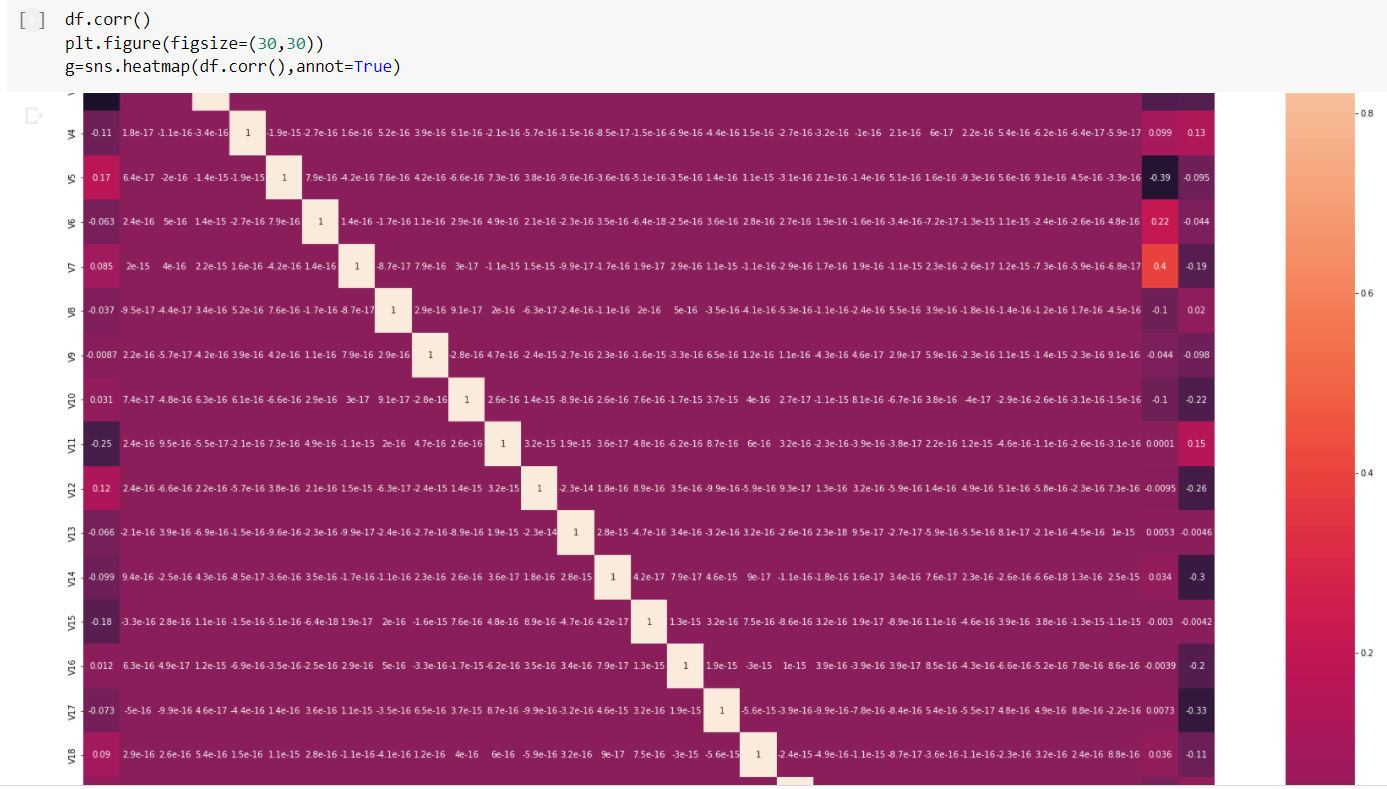 [ ] df.corr()
plt.figure(figsize=(30,30))
g=sns.heatmap(df.corr(),annot=True)
0.8
V4 -0.11 1.8e-17 -1.1e-16 -3.4e-16 1 -1.9e-15 -2.7e-16 1.6e-16 5.2e-16 3.9e-16 6.1e-16 -2.1e-16 -5.7e-16 -1.5e-16 -8.5e-17 -1.5e-16 -6.9e-16 -4.4e-16 1.5e-16 -2.7e-16 -3.2e-16 -1e-16 2.1e-16 6e-17 2.2e-16 5.4e-16 -6.2e-16 -6.4e-17 -5.9e-17 0.099 0.13
V5 0.17 6.4e-17 -2e-16 -1.4e-15 -1.9e-15 1 7.9e-16 -4.2e-16 7.6e-16 4.2e-16 -6.6e-16 7.3e-16 3.8e-16 -9.6e-16 -3.6e-16 -5.1e-16 -3.5e-16 1.4e-16 1.1e-15 -3.1e-16 2.1e-16 -1.4e-16 5.1e-16 1.6e-16 -9.3e-16 5.6e-16 9.1e-16 4.5e-16 -3.3e-16 -0.39 -0.095
V6 -0.063 2.4e-16 5e-16 1.4e-15 -2.7e-16 7.9e-16 1 1.4e-16 -1.7e-16 1.1e-16 2.9e-16 4.9e-16 2.1e-16 -2.3e-16 3.5e-16 -6.4e-18 -2.5e-16 3.6e-16 2.8e-16 2.7e-16 1.9e-16 -1.6e-16 -3.4e-16 -7.2e-17 -1.3e-15 1.1e-15 -2.4e-16 -2.6e-16 4.8e-16 0.22 -0.044
V7 0.085 2e-15 4e-16 2.2e-15 1.6e-16 -4.2e-16 1.4e-16 1 -8.7e-17 7.9e-16 3e-17 -1.1e-15 1.5e-15 -9.9e-17 -1.7e-16 1.9e-17 2.9e-16 1.1e-15 -1.1e-16 -2.9e-16 1.7e-16 1.9e-16 -1.1e-15 2.3e-16 -2.6e-17 1.2e-15 -7.3e-16 -5.9e-16 -6.8e-17 0.4 -0.19
0.6
V8 -0.037 -9.5e-17 -4.4e-17 3.4e-16 5.2e-16 7.6e-16 -1.7e-16 -8.7e-17 1 2.9e-16 9.1e-17 2e-16 -6.3e-17 -2.4e-16 -1.1e-16 2e-16 5e-16 -3.5e-16 -4.1e-16 -5.3e-16 -1.1e-16 -2.4e-16 5.5e-16 3.9e-16 -1.8e-16 -1.4e-16 -1.2e-16 1.7e-16 -4.5e-16 -0.1 0.02
V9 -0.0087 2.2e-16 -5.7e-17 -4.2e-16 3.9e-16 4.2e-16 1.1e-16 7.9e-16 2.9e-16 1 -2.8e-16 4.7e-16 -2.4e-15 -2.7e-16 2.3e-16 -1.6e-15 -3.3e-16 6.5e-16 1.2e-16 1.1e-16 -4.3e-16 4.6e-17 2.9e-17 5.9e-16 -2.3e-16 1.1e-15 -1.4e-15 -2.3e-16 9.1e-16 -0.044 -0.098
V10 0.031 7.4e-17 -4.8e-16 6.3e-16 6.1e-16 -6.6e-16 2.9e-16 3e-17 9.1e-17 -2.8e-16 1 2.6e-16 1.4e-15 -8.9e-16 2.6e-16 7.6e-16 -1.7e-15 3.7e-15 4e-16 2.7e-17 -1.1e-15 8.1e-16 -6.7e-16 3.8e-16 -4e-17 -2.9e-16 -2.6e-16 -3.1e-16 -1.5e-16 -0.1 -0.22
V11 -0.25 2.4e-16 9.5e-16 -5.5e-17 -2.1e-16 7.3e-16 4.9e-16 -1.1e-15 2e-16 4.7e-16 2.6e-16 1 3.2e-15 1.9e-15 3.6e-17 4.8e-16 -6.2e-16 8.7e-16 6e-16 3.2e-16 -2.3e-16 -3.9e-16 -3.8e-17 2.2e-16 1.2e-15 -4.6e-16 -1.1e-16 -2.6e-16 -3.1e-16 0.0001 0.15
0.4
V12 0.12 2.4e-16 -6.6e-16 2.2e-16 -5.7e-16 3.8e-16 2.1e-16 1.5e-15 -6.3e-17 -2.4e-15 1.4e-15 3.2e-15 1 -2.3e-14 1.8e-16 8.9e-16 3.5e-16 -9.9e-16 -5.9e-16 9.3e-17 1.3e-16 3.2e-16 -5.9e-16 1.4e-16 4.9e-16 5.1e-16 -5.8e-16 -2.3e-16 7.3e-16 -0.0095 -0.26
V13 -0.066 -2.1e-16 3.9e-16 -6.9e-16 -1.5e-16 -9.6e-16 -2.3e-16 -9.9e-17 -2.4e-16 -2.7e-16 -8.9e-16 1.9e-15 -2.3e-14 1 2.8e-15 -4.7e-16 3.4e-16 -3.2e-16 3.2e-16 -2.6e-16 2.3e-18 9.5e-17 -2.7e-17 -5.9e-16 -5.5e-16 8.1e-17 -2.1e-16 -4.5e-16 1e-15 0.0053 -0.0046
V14 -0.099 9.4e-16 -2.5e-16 4.3e-16 -8.5e-17 -3.6e-16 3.5e-16 -1.7e-16 -1.1e-16 2.3e-16 2.6e-16 3.6e-17 1.8e-16 2.8e-15 1 4.2e-17 7.9e-17 4.6e-15 9e-17 -1.1e-16 -1.8e-16 1.6e-17 3.4e-16 7.6e-17 2.3e-16 -2.6e-16 -6.6e-18 1.3e-16 2.5e-15 0.034 -0.3
V15 -0.18 -3.3e-16 2.8e-16 1.1e-16 -1.5e-16 -5.1e-16 -6.4e-18 1.9e-17 2e-16 -1.6e-15 7.6e-16 4.8e-16 8.9e-16 -4.7e-16 4.2e-17 1 1.3e-15 3.2e-16 7.5e-16 -8.6e-16 3.2e-16 1.9e-17 -8.9e-16 1.1e-16 -4.6e-16 3.9e-16 3.8e-16 -1.3e-15 -1.1e-15 -0.003 -0.0042
0.2
V16 0.012 6.3e-16 4.9e-17 1.2e-15 -6.9e-16 -3.5e-16 -2.5e-16 2.9e-16 5e-16 -3.3e-16 -1.7e-15 -6.2e-16 3.5e-16 3.4e-16 7.9e-17 1.3e-15 1 1.9e-15 -3e-15 1e-15 3.9e-16 -3.9e-16 3.9e-17 8.5e-16 -4.3e-16 -6.6e-16 -5.2e-16 7.8e-16 8.6e-16 -0.0039 -0.2
V17 -0.073 -5e-16 -9.9e-16 4.6e-17 -4.4e-16 1.4e-16 3.6e-16 1.1e-15 -3.5e-16 6.5e-16 3.7e-15 8.7e-16 -9.9e-16 -3.2e-16 4.6e-15 3.2e-16 1.9e-15 1 -5.6e-15 -3.9e-16 -9.9e-16 -7.8e-16 -8.4e-16 5.4e-16 -5.5e-17 4.8e-16 4.9e-16 8.8e-16 -2.2e-16 0.0073 -0.33
V18 0.09 2.9e-16 2.6e-16 5.4e-16 1.5e-16 1.1e-15 2.8e-16 -1.1e-16 -4.1e-16 1.2e-16 4e-16 6e-16 -5.9e-16 3.2e-16 9e-17 7.5e-16 -3e-15 -5.6e-15 1 -2.4e-15 -4.9e-16 -1.1e-15 -8.7e-17 -3.6e-16 -1.1e-16 -2.3e-16 3.2e-16 2.4e-16 8.8e-16 0.036 -0.11